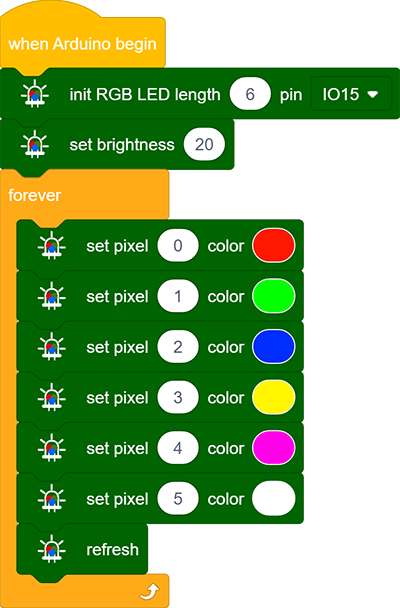 when Arduino begin
init RGB LED length 6 pin IO15
set brightness 20
forever
set pixel 0 color
set pixel 1 color
set pixel 2 color
set pixel 3 color
set pixel 4 color
set pixel 5 color
refresh